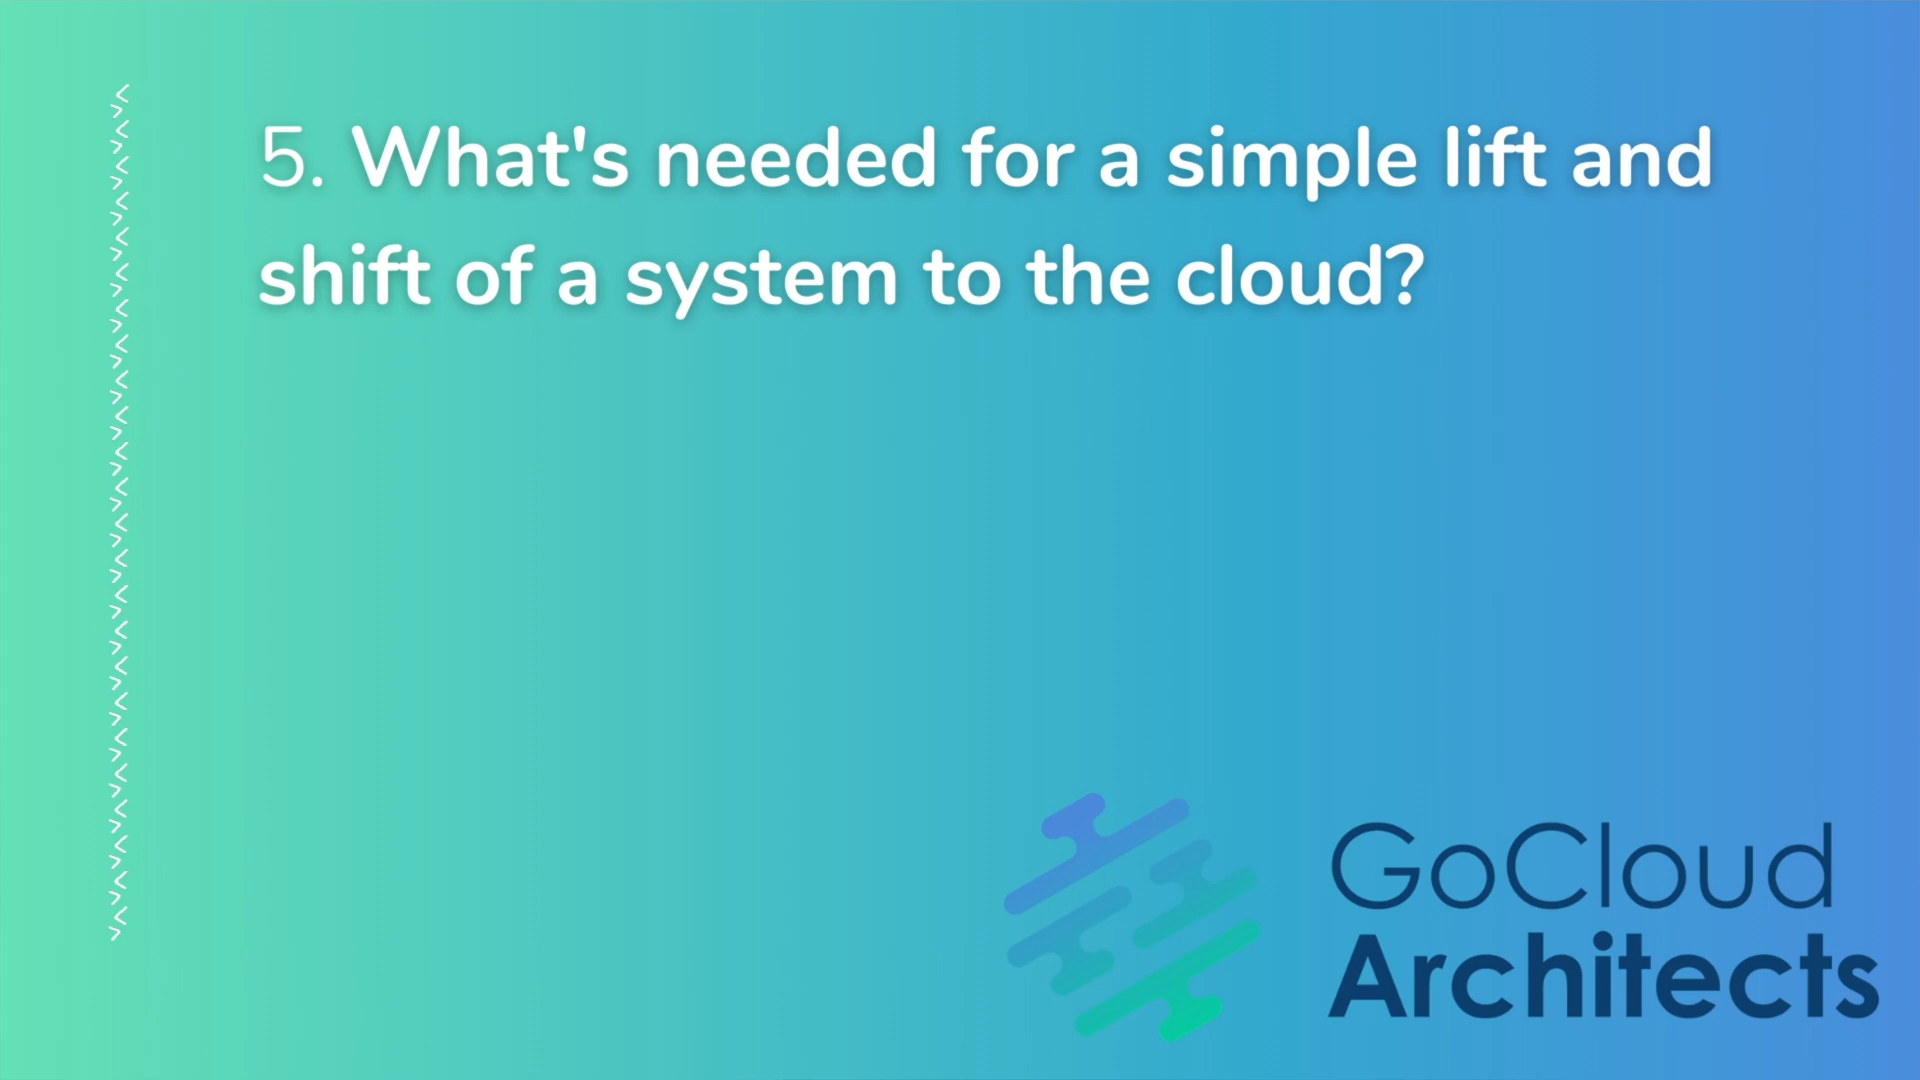 5. What's needed for a simple lift and
shift of a system to the cloud?
GoCloud
Architects